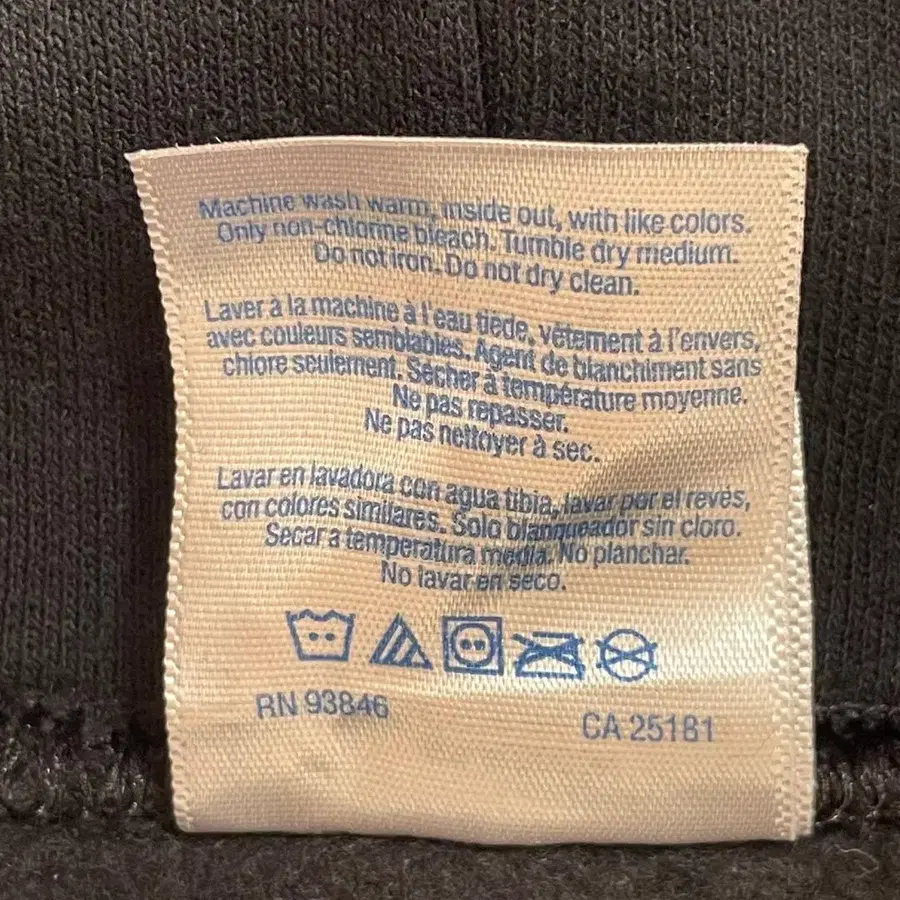 Machine wash warm, inside out, with like colors.
Only non-chlorine bleach. Tumble dry medium.
Do not iron. Do not dry clean.
Laver à la machine à l'eau tiède, vêtement à l'envers,
avec couleurs semblables. Agent de blanchiment sans
chlore seulement. Sécher à température moyenne.
Ne pas repasser.
Ne pas nettoyer à sec.
Lavar en lavadora con agua tibia, lavar por el revés,
con colores similares. Solo blanqueador sin cloro.
Secar a temperatura media. No planchar.
No lavar en seco.
RN 93846
CA 25181